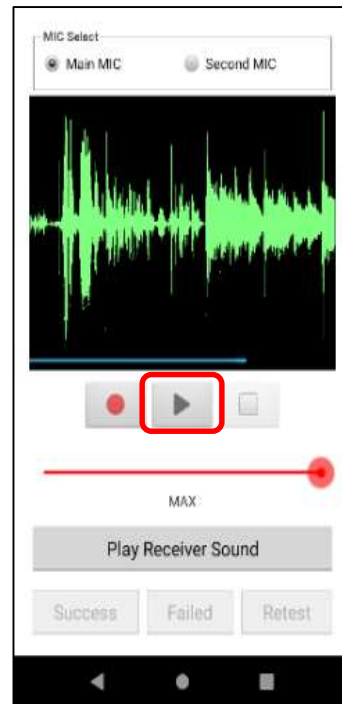 MIC Select
Main MIC Second MIC
MAX
Play Receiver Sound
Success Failed Retest